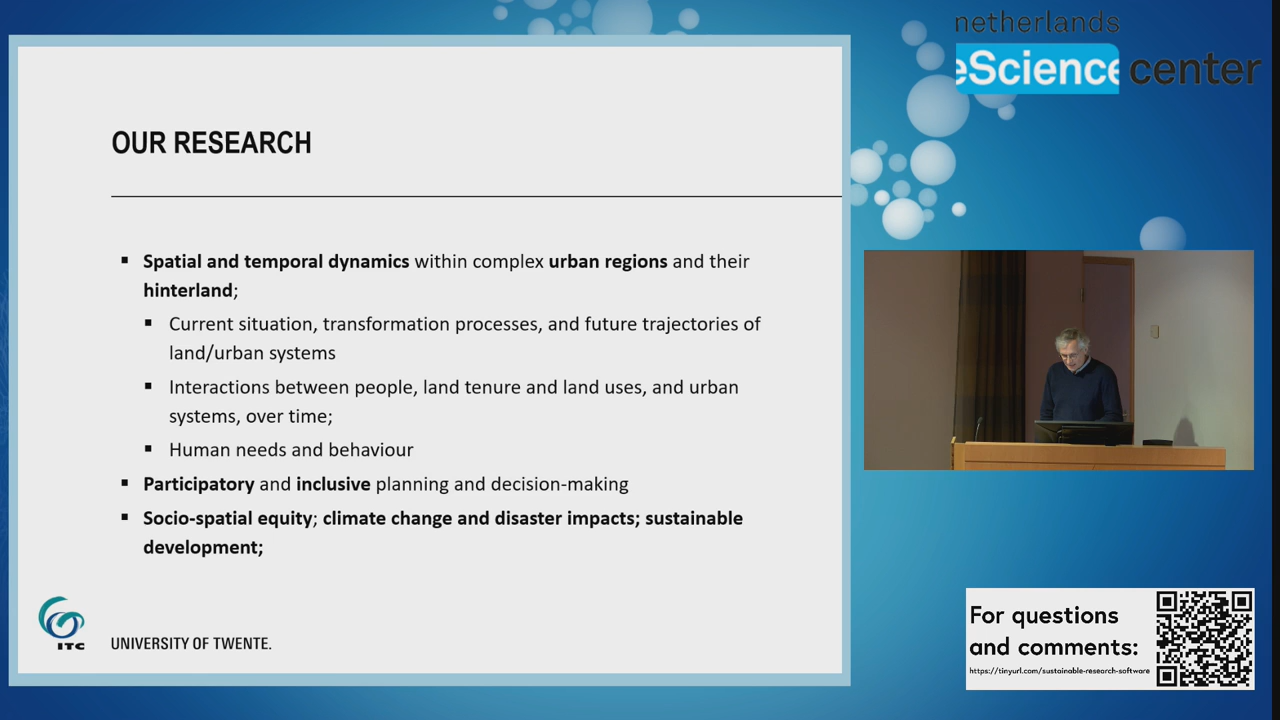 netherlands
eScience center
OUR RESEARCH
▪ Spatial and temporal dynamics within complex urban regions and their
hinterland;
▪ Current situation, transformation processes, and future trajectories of
land/urban systems
▪ Interactions between people, land tenure and land uses, and urban
systems, over time;
▪ Human needs and behaviour
▪ Participatory and inclusive planning and decision-making
▪ Socio-spatial equity; climate change and disaster impacts; sustainable
development;
ITC
UNIVERSITY OF TWENTE.
For questions
and comments:
https://tinyurl.com/sustainable-research-software